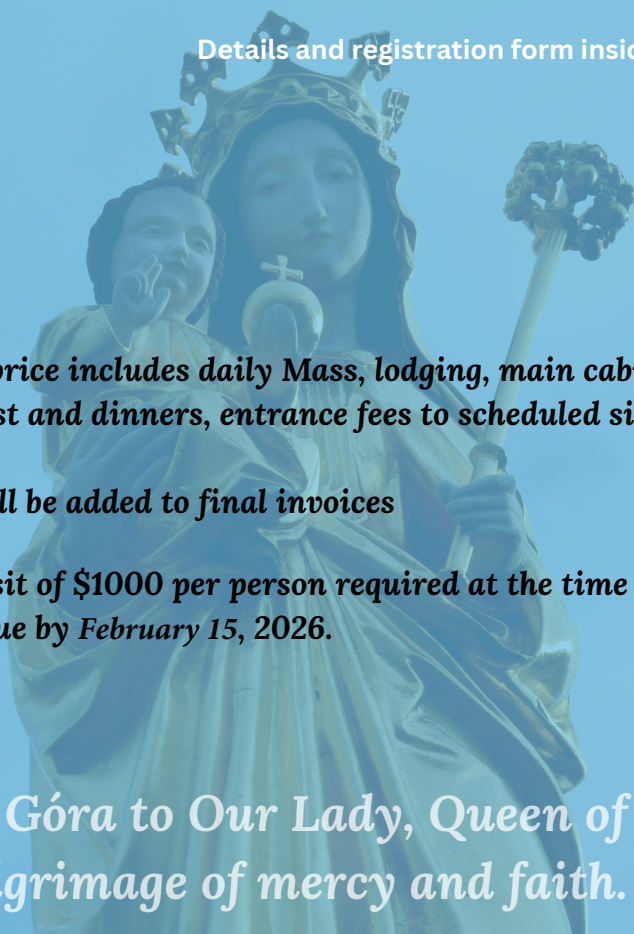 Details and registration form insid
price includes daily Mass, lodging, main cab
st and dinners, entrance fees to scheduled si
ll be added to final invoices
sit of $1000 per person required at the time
ue by February 15, 2026.
Góra to Our Lady, Queen of
lgrimage of mercy and faith.